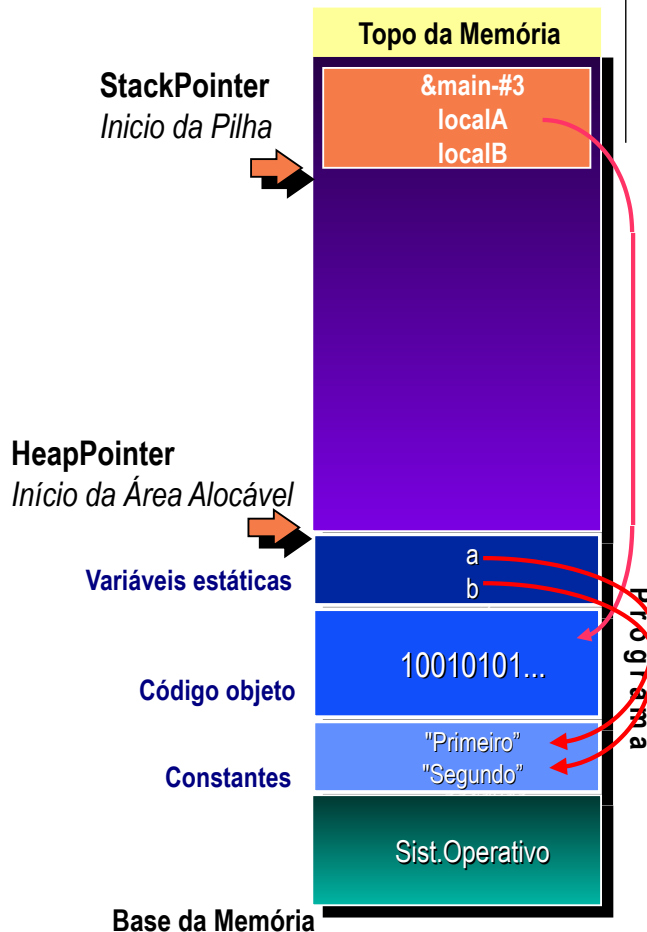 Topo da Memória
StackPointer
Inicio da Pilha
&main-#3
localA
localB
HeapPointer
Início da Área Alocável
Variáveis estáticas
a
b
Código objeto
10010101...
Constantes
"Primeiro”
"Segundo”
Programa
Sist.Operativo
Base da Memória